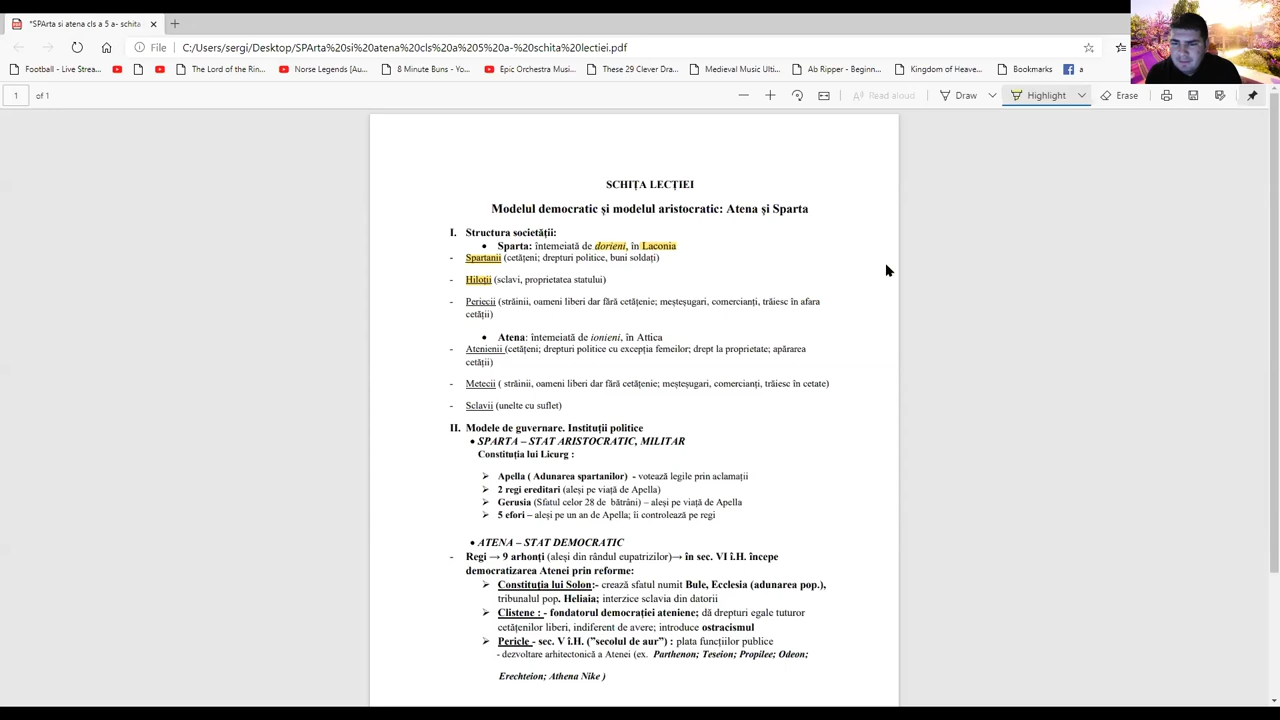 *SPArta si atena cls a 5 a- schita
File C:/Users/sergi/Desktop/SPArta%20si%20atena%20cls%20a%205%20a-%20schita%20lectiei.pdf
Football - Live Strea... The Lord of the Rin... Norse Legends [Au... 8 Minute Buns - Yo... Epic Orchestra Musi... These 29 Clever Dra... Medieval Music Ulti... Ab Ripper - Beginn... Kingdom of Heave... Bookmarks a
1 of 1 Read aloud Draw Highlight Erase
SCHIȚA LECȚIEI
Modelul democratic și modelul aristocratic: Atena și Sparta
I. Structura societății:
• Sparta: întemeiată de dorieni, în Laconia
- Spartanii (cetățeni; drepturi politice, buni soldați)
- Hiloții (sclavi, proprietatea statului)
- Periecii (străinii, oameni liberi dar fără cetățenie; meșteșugari, comercianți, trăiesc în afara
cetății)
• Atena: întemeiată de ionieni, în Attica
- Atenienii (cetățeni; drepturi politice cu excepția femeilor; drept la proprietate; apărarea
cetății)
- Metecii ( străinii, oameni liberi dar fără cetățenie; meșteșugari, comercianți, trăiesc în cetate)
- Sclavii (unelte cu suflet)
II. Modele de guvernare. Instituții politice
• SPARTA – STAT ARISTOCRATIC, MILITAR
Constituția lui Licurg :
➢ Apella ( Adunarea spartanilor) - votează legile prin aclamații
➢ 2 regi ereditari (aleși pe viață de Apella)
➢ Gerusia (Sfatul celor 28 de bătrâni) – aleși pe viață de Apella
➢ 5 efori – aleși pe un an de Apella; îi controlează pe regi
• ATENA – STAT DEMOCRATIC
- Regi → 9 arhonți (aleși din rândul eupatrizilor)→ în sec. VI î.H. începe
democratizarea Atenei prin reforme:
➢ Constituția lui Solon:- crează sfatul numit Bule, Ecclesia (adunarea pop.),
tribunalul pop. Heliaia; interzice sclavia din datorii
➢ Clistene : - fondatorul democrației ateniene; dă drepturi egale tuturor
cetățenilor liberi, indiferent de avere; introduce ostracismul
➢ Pericle - sec. V î.H. (”secolul de aur”) : plata funcțiilor publice
- dezvoltare arhitectonică a Atenei (ex. Parthenon; Teseion; Propilee; Odeon;
Erechteion; Athena Nike )